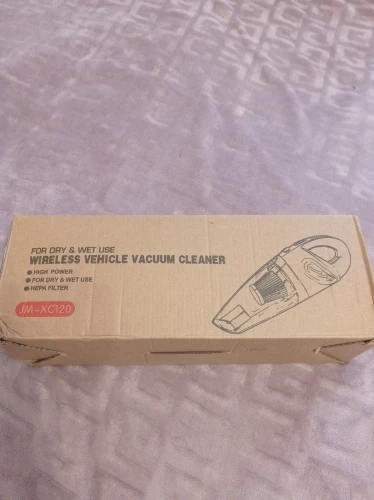 FOR DRY & WET USE
WIRELESS VEHICLE VACUUM CLEANER
● HIGH POWER
● FOR DRY & WET USE
● HEPA FILTER
JM-XC120